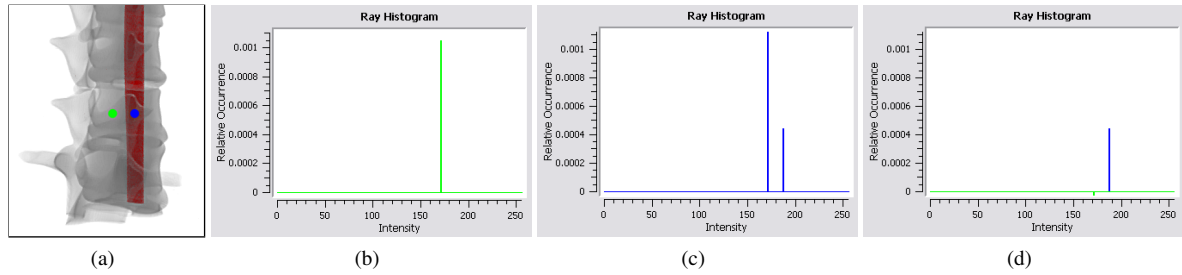 Ray Histogram
Relative Occurrence
0.001
0.0008
0.0006
0.0004
0.0002
0
0 50 100 150 200 250
Intensity
Ray Histogram
Relative Occurrence
0.001
0.0008
0.0006
0.0004
0.0002
0
0 50 100 150 200 250
Intensity
Ray Histogram
Relative Occurrence
0.001
0.0008
0.0006
0.0004
0.0002
0
0 50 100 150 200 250
Intensity
(a) (b) (c) (d)